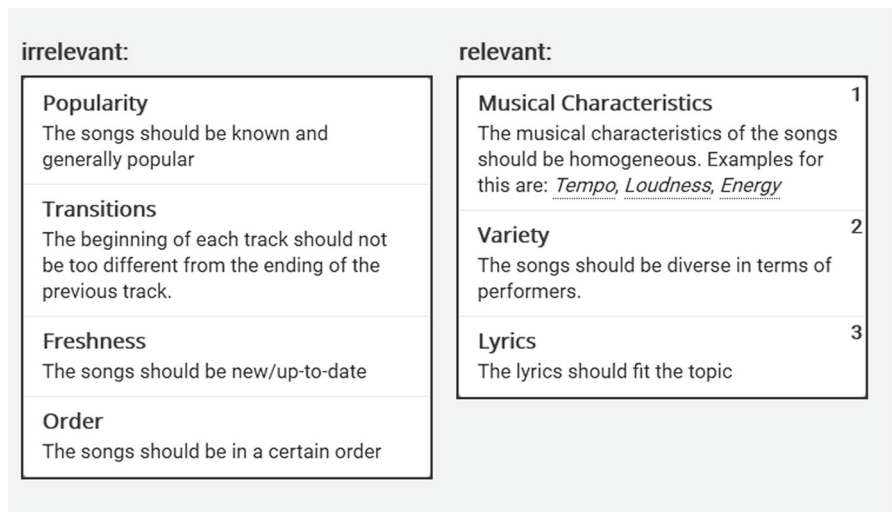 irrelevant:
Popularity
The songs should be known and
generally popular
Transitions
The beginning of each track should not
be too different from the ending of the
previous track.
Freshness
The songs should be new/up-to-date
Order
The songs should be in a certain order
relevant:
Musical Characteristics 1
The musical characteristics of the songs
should be homogeneous. Examples for
this are: Tempo, Loudness, Energy
Variety 2
The songs should be diverse in terms of
performers.
Lyrics 3
The lyrics should fit the topic